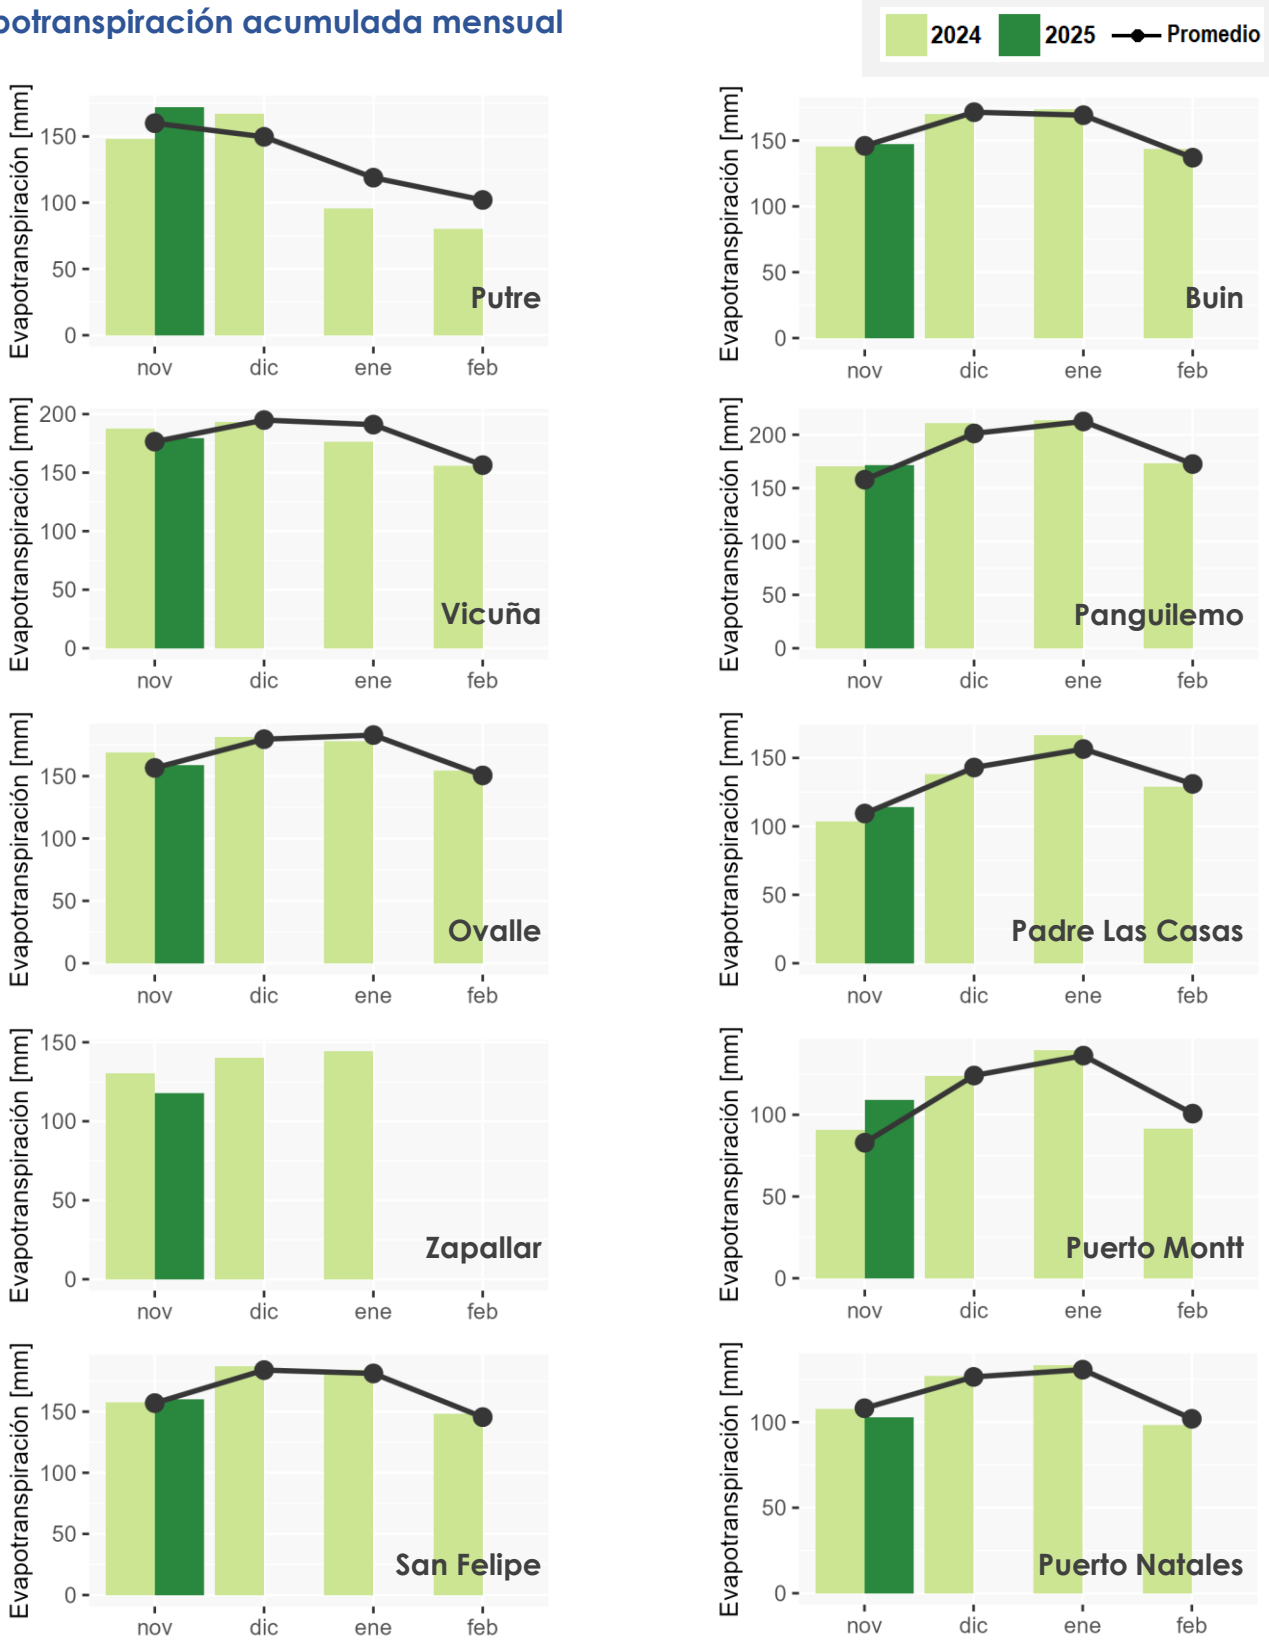 potranspiración acumulada mensual
2024 2025 Promedio
Evapotranspiración [mm]
150
100
50
0
nov dic ene feb
Putre
Evapotranspiración [mm]
150
100
50
0
nov dic ene feb
Buin
Evapotranspiración [mm]
200
150
100
50
0
nov dic ene feb
Vicuña
Evapotranspiración [mm]
200
150
100
50
0
nov dic ene feb
Panguilemo
Evapotranspiración [mm]
150
100
50
0
nov dic ene feb
Ovalle
Evapotranspiración [mm]
150
100
50
0
nov dic ene feb
Padre Las Casas
Evapotranspiración [mm]
150
100
50
0
nov dic ene feb
Zapallar
Evapotranspiración [mm]
100
50
0
nov dic ene feb
Puerto Montt
Evapotranspiración [mm]
150
100
50
0
nov dic ene feb
San Felipe
Evapotranspiración [mm]
100
50
0
nov dic ene feb
Puerto Natales